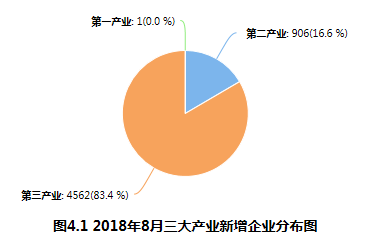 第一产业: 1(0.0 %)
第二产业: 906(16.6 %)
第三产业: 4562(83.4 %)
图4.1 2018年8月三大产业新增企业分布图